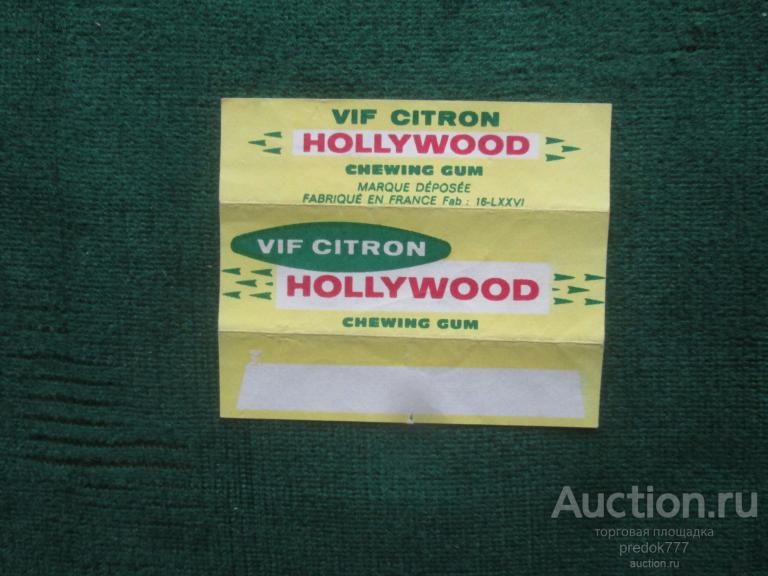 VIF CITRON
HOLLYWOOD
CHEWING GUM
MARQUE DÉPOSÉE
FABRIQUÉ EN FRANCE Fab : 16-LXXVI
VIF CITRON
HOLLYWOOD
CHEWING GUM
Auction.ru
торговая площадка
predok777
auction.ru